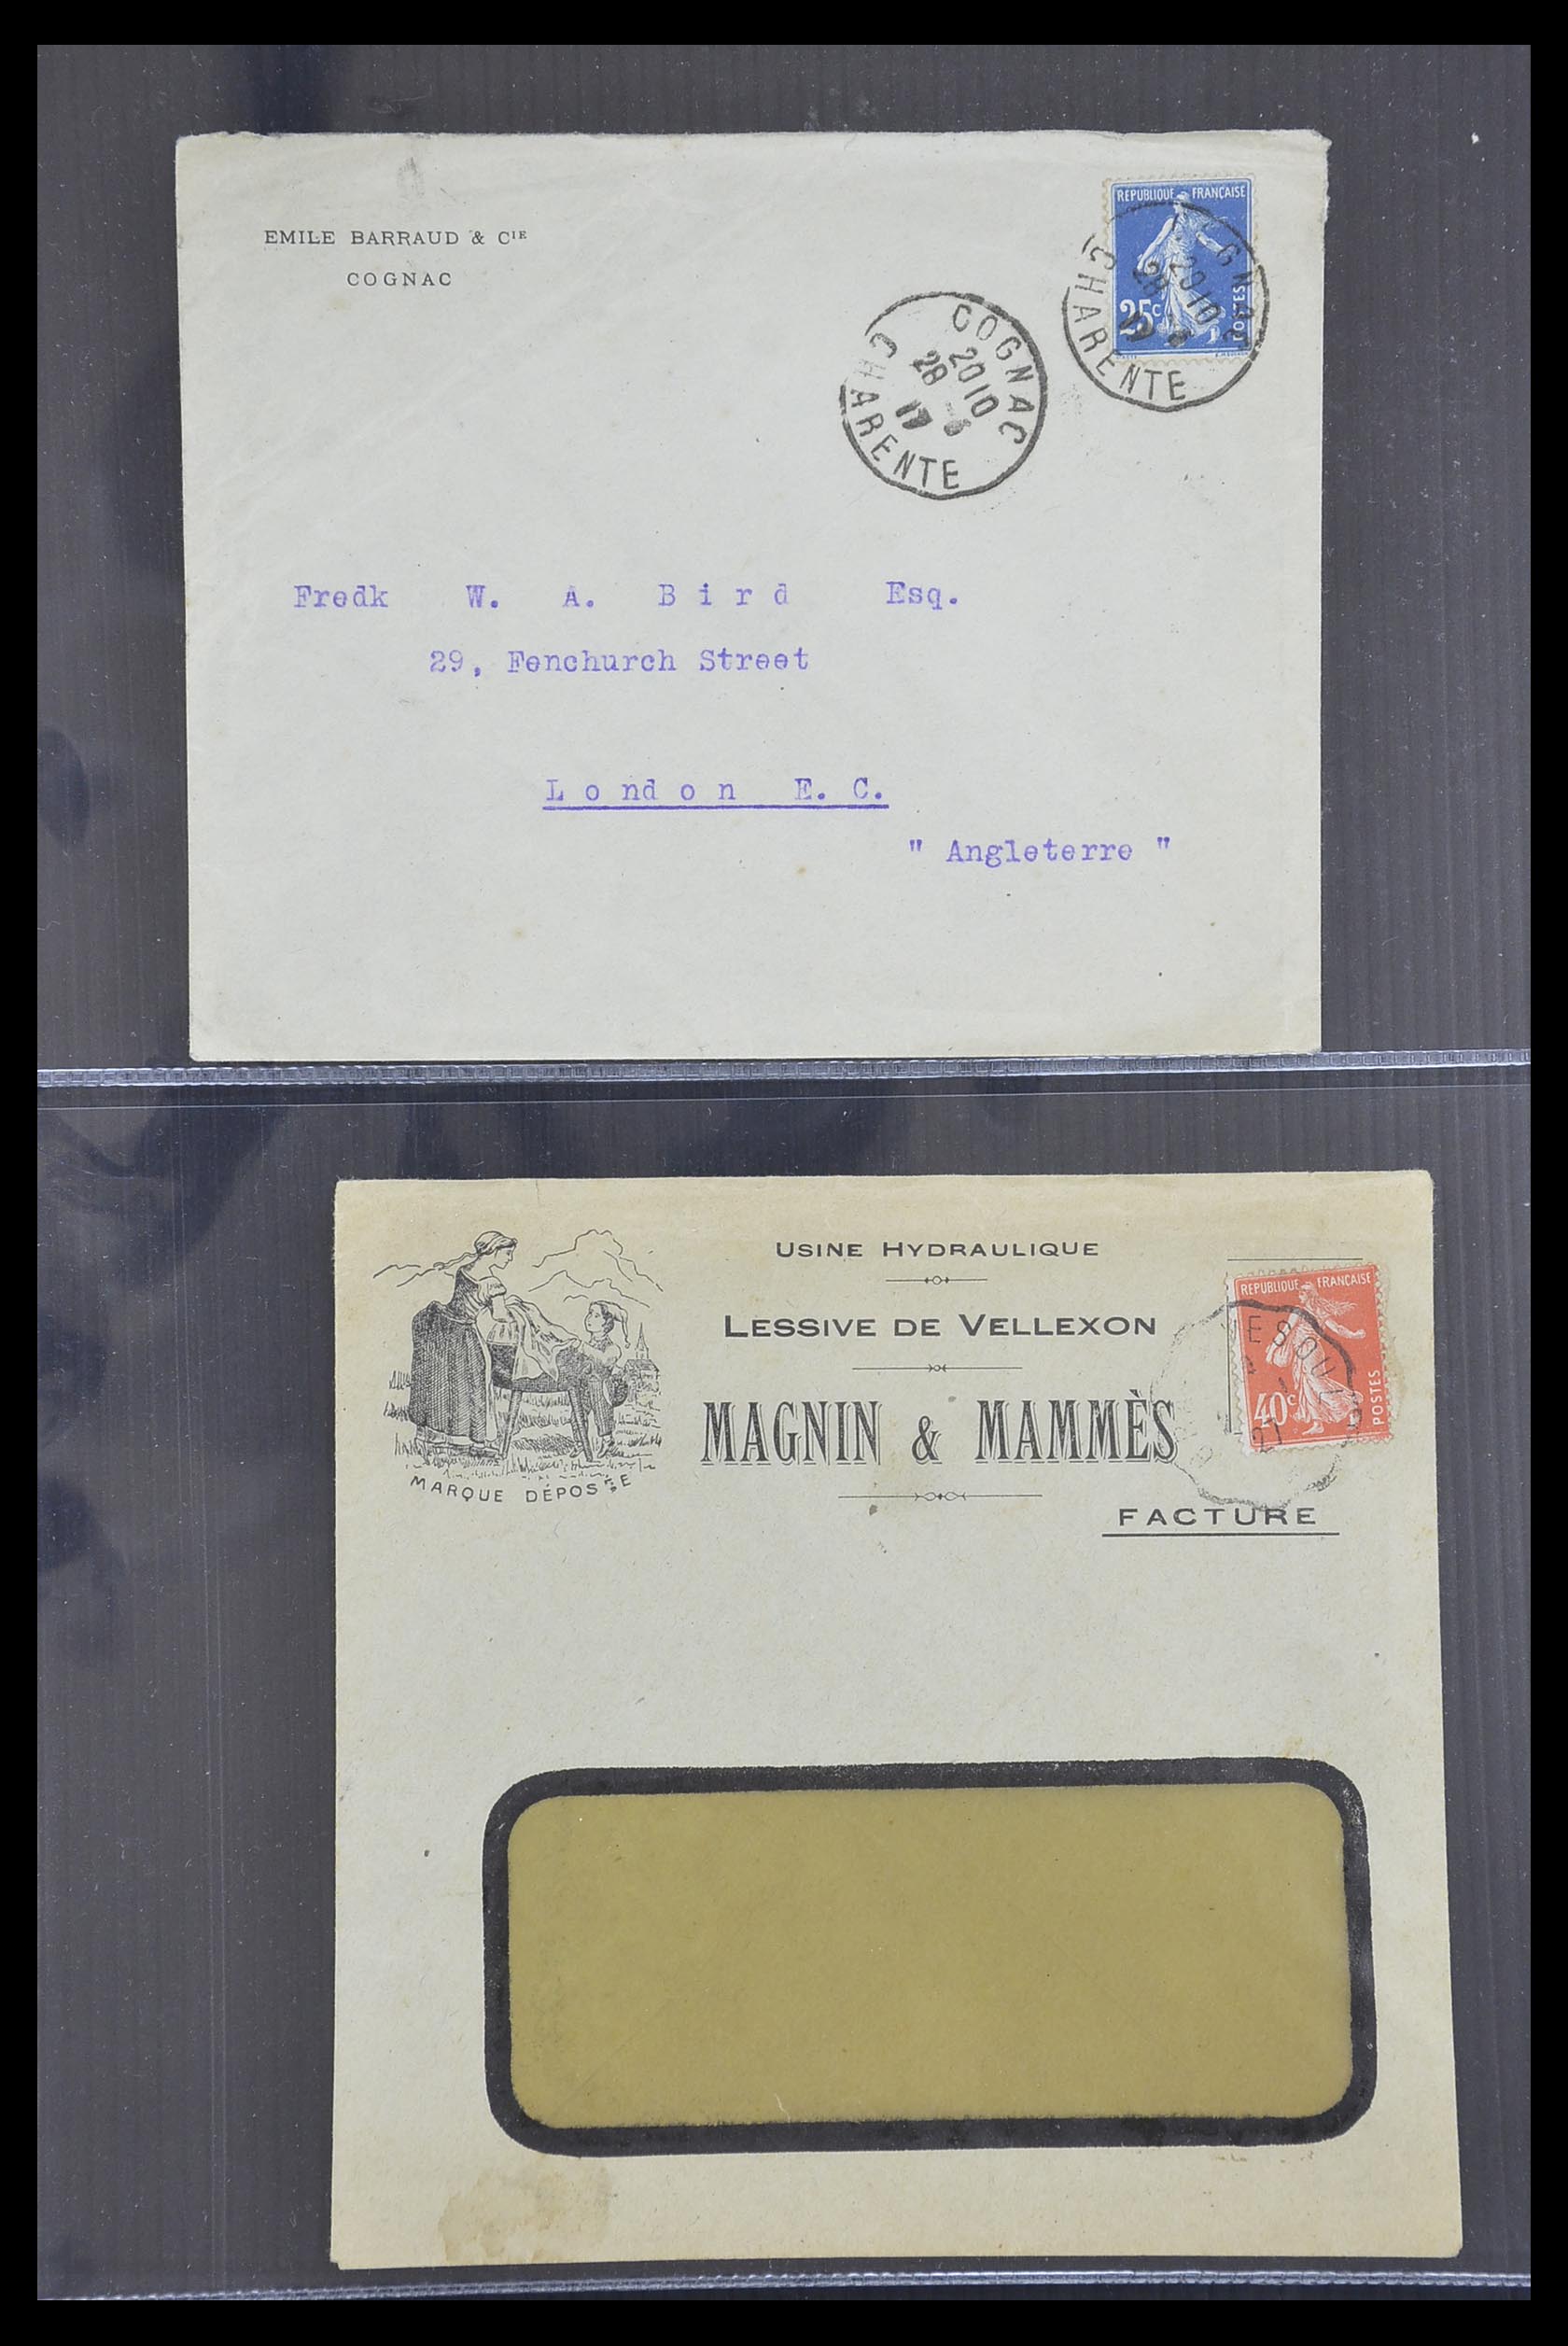 EMILE BARRAUD & CIE
COGNAC
REPUBLIQUE FRANÇAISE
25c
POSTES
CHARENTE
COGNAC
20 10
28
17
CHARENTE
Fredk W. A. Bird Esq.
29, Fenchurch Street
London E. C.
" Angleterre "
USINE HYDRAULIQUE
LESSIVE DE VELLEXON
MAGNIN & MAMMÈS
FACTURE
MARQUE DÉPOSÉE
REPUBLIQUE FRANÇAISE
40c
POSTES